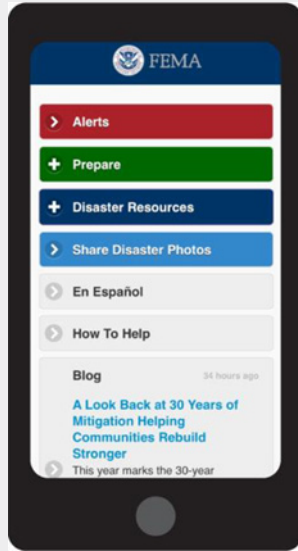 FEMA
Alerts
Prepare
Disaster Resources
Share Disaster Photos
En Español
How To Help
Blog 34 hours ago
A Look Back at 30 Years of
Mitigation Helping
Communities Rebuild
Stronger
This year marks the 30-year